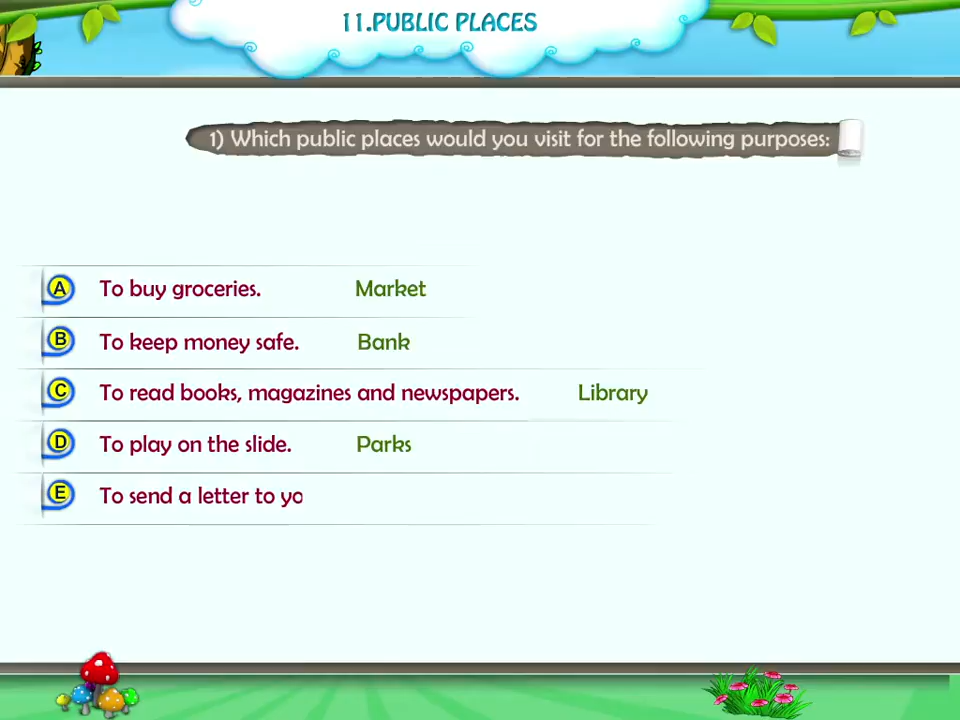 11.PUBLIC PLACES
1) Which public places would you visit for the following purposes:
A To buy groceries. Market
B To keep money safe. Bank
C To read books, magazines and newspapers. Library
D To play on the slide. Parks
E To send a letter to yo